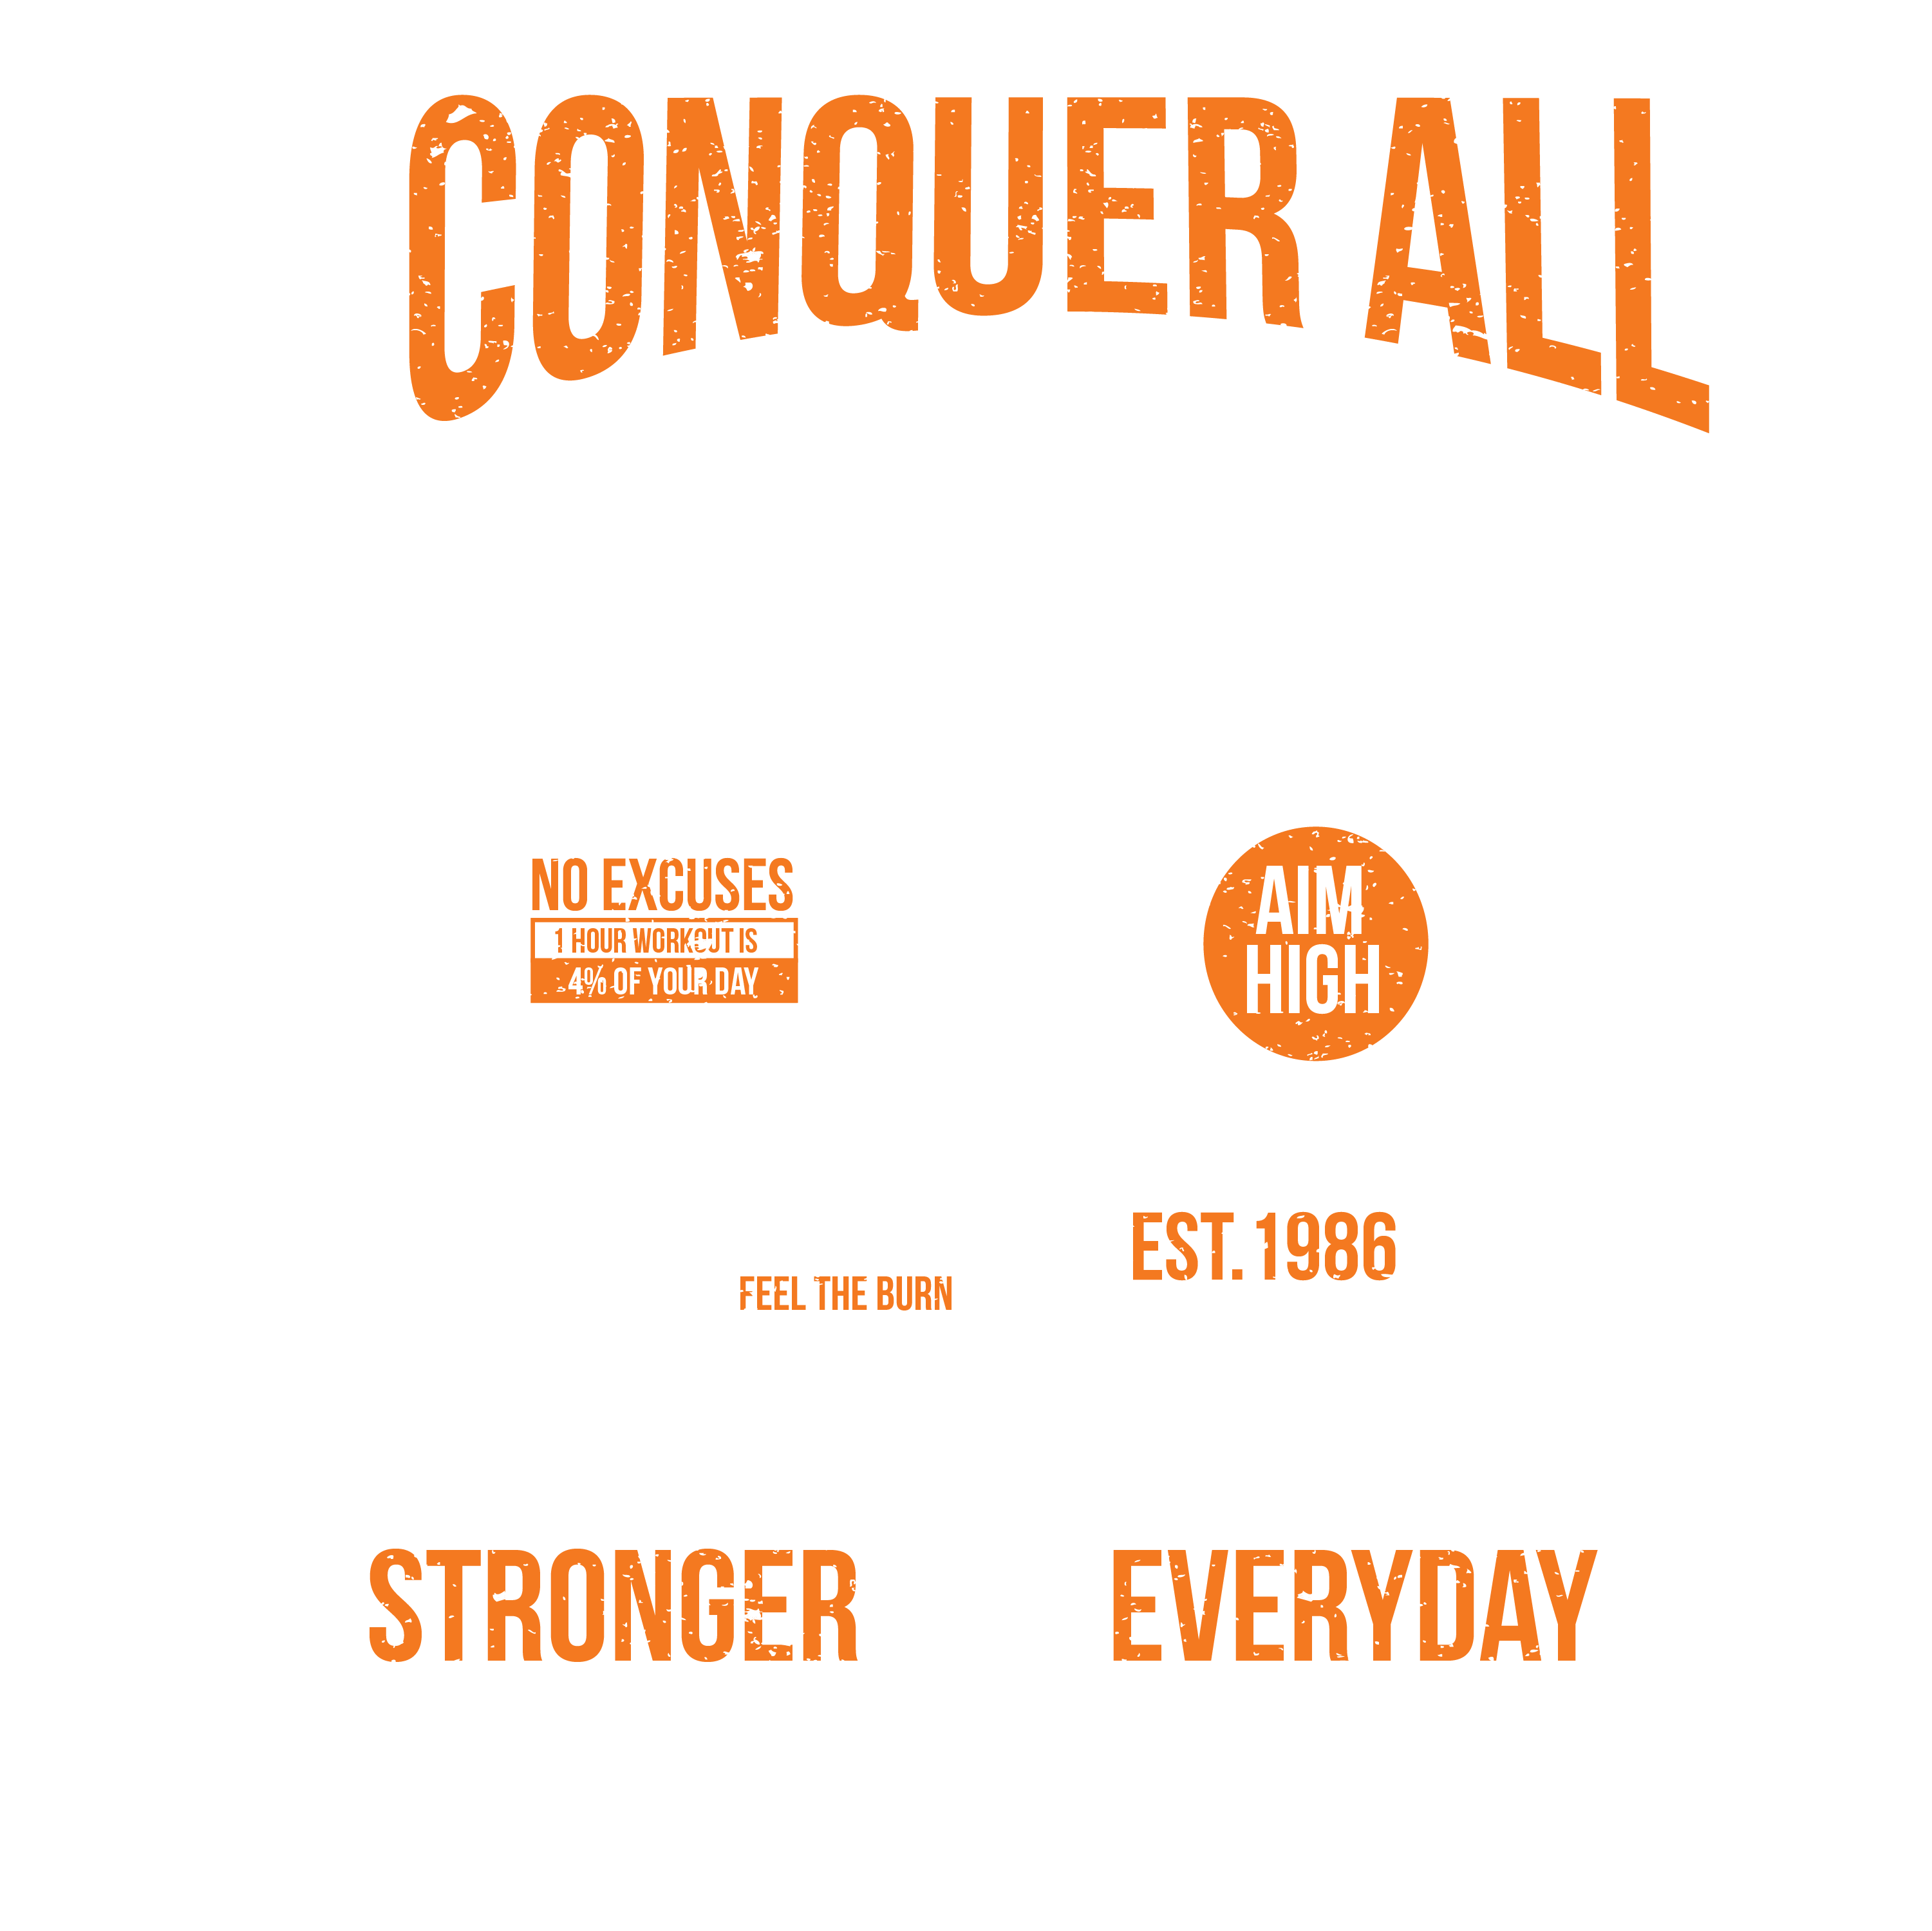 CONQUER ALL
NO EXCUSES
1 HOUR WORKOUT IS
4% OF YOUR DAY
AIM
HIGH
EST. 1986
FEEL THE BURN
STRONGER EVERYDAY